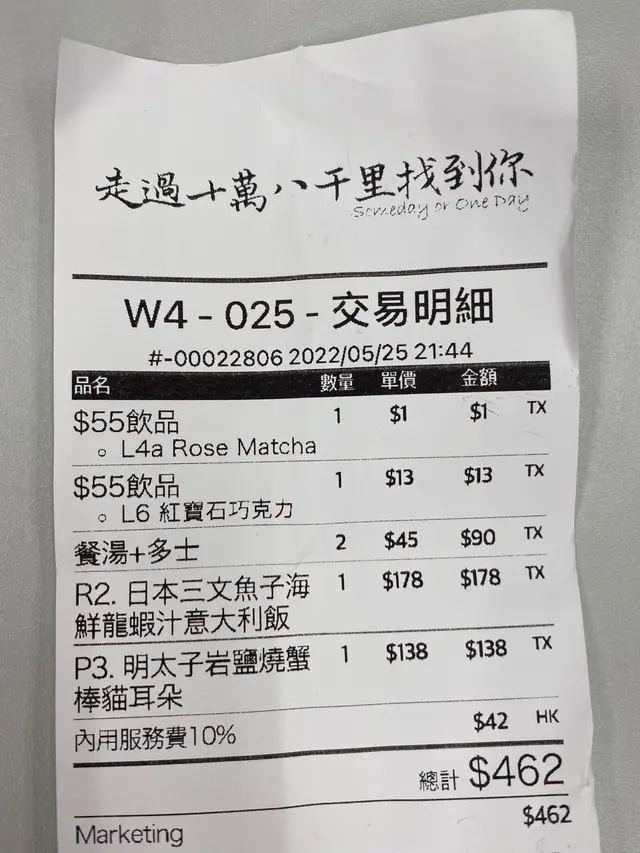 走過十萬八千里找到你
Someday or One Day
W4 - 025 - 交易明細
#-00022806 2022/05/25 21:44
品名 數量 單價 金額
$55飲品 1 $1 $1 TX
。 L4a Rose Matcha
$55飲品 1 $13 $13 TX
。 L6 紅寶石巧克力
餐湯+多士 2 $45 $90 TX
R2. 日本三文魚子海 1 $178 $178 TX
鮮龍蝦汁意大利飯
P3. 明太子岩鹽燒蟹 1 $138 $138 TX
棒貓耳朵
內用服務費10% $42 HK
總計 $462
Marketing $462